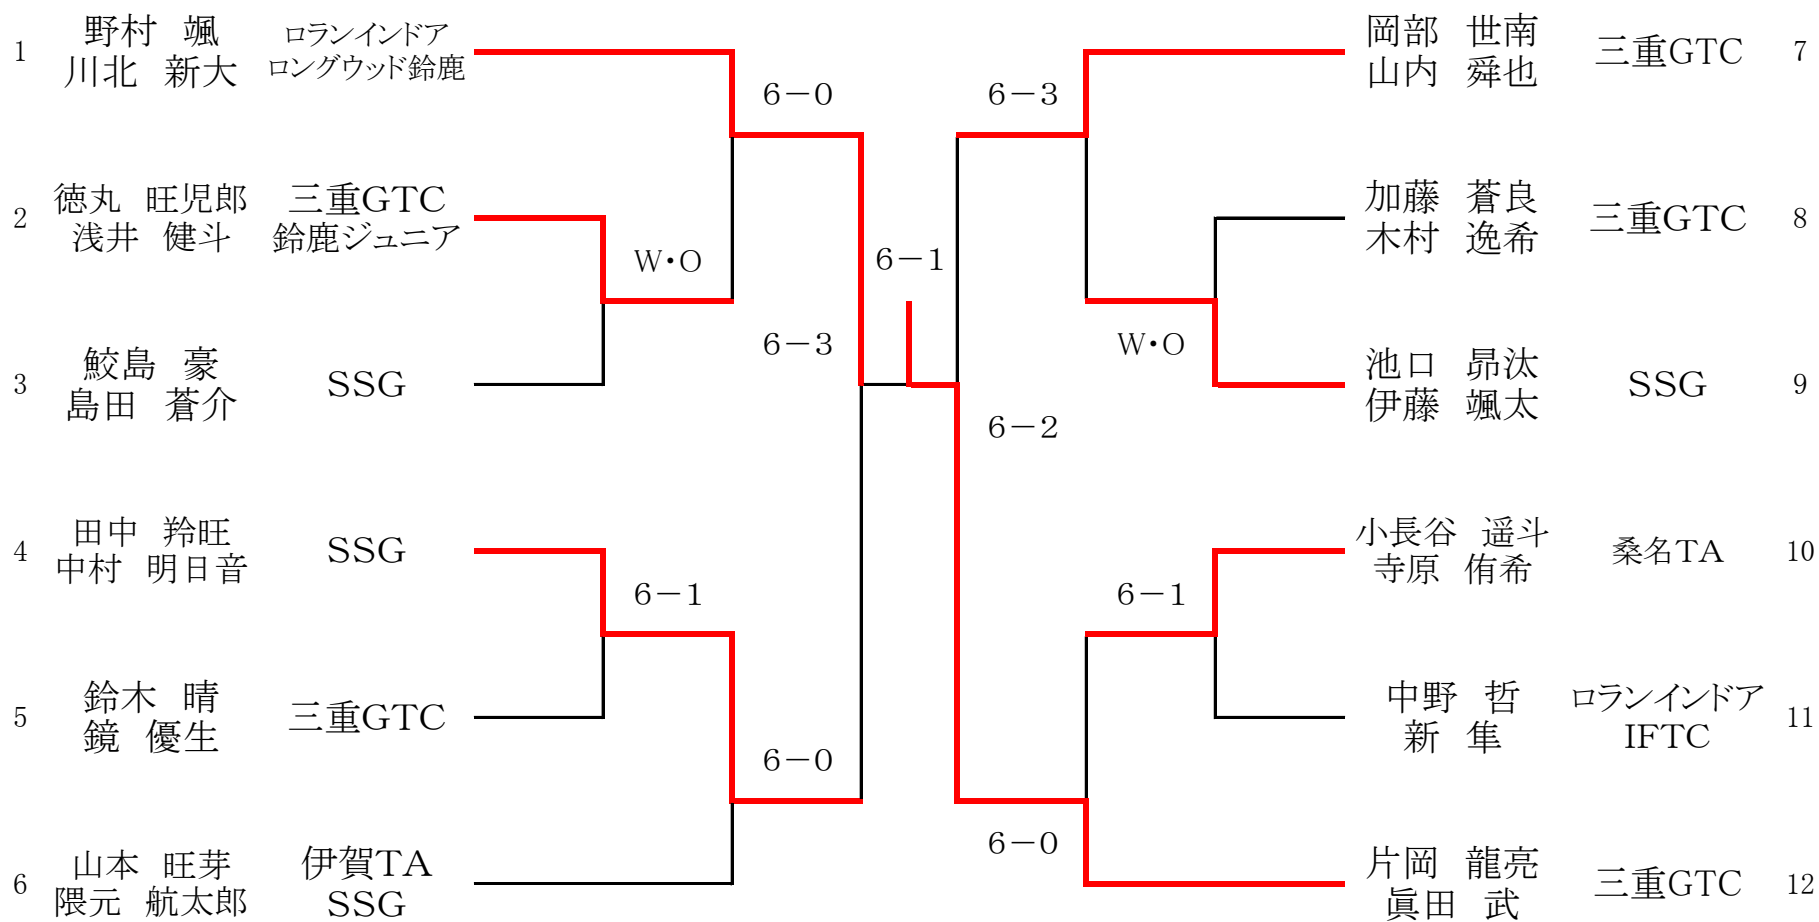 1 野村 颯 ロランインドア
川北 新大 ロングウッド鈴鹿
2 徳丸 旺児郎 三重GTC
浅井 健斗 鈴鹿ジュニア
3 鮫島 豪 SSG
島田 蒼介
4 田中 羚旺 SSG
中村 明日音
5 鈴木 晴 三重GTC
鏡 優生
6 山本 旺芽 伊賀TA
隈元 航太郎 SSG
6-0
W・O
6-3
6-1
6-0
6-1
6-3
W・O
6-2
6-1
6-0
岡部 世南 三重GTC 7
山内 舜也
加藤 蒼良 三重GTC 8
木村 逸希
池口 昂汰 SSG 9
伊藤 颯太
小長谷 遥斗 桑名TA 10
寺原 侑希
中野 哲 ロランインドア 11
新 隼 IFTC
片岡 龍亮 三重GTC 12
眞田 武